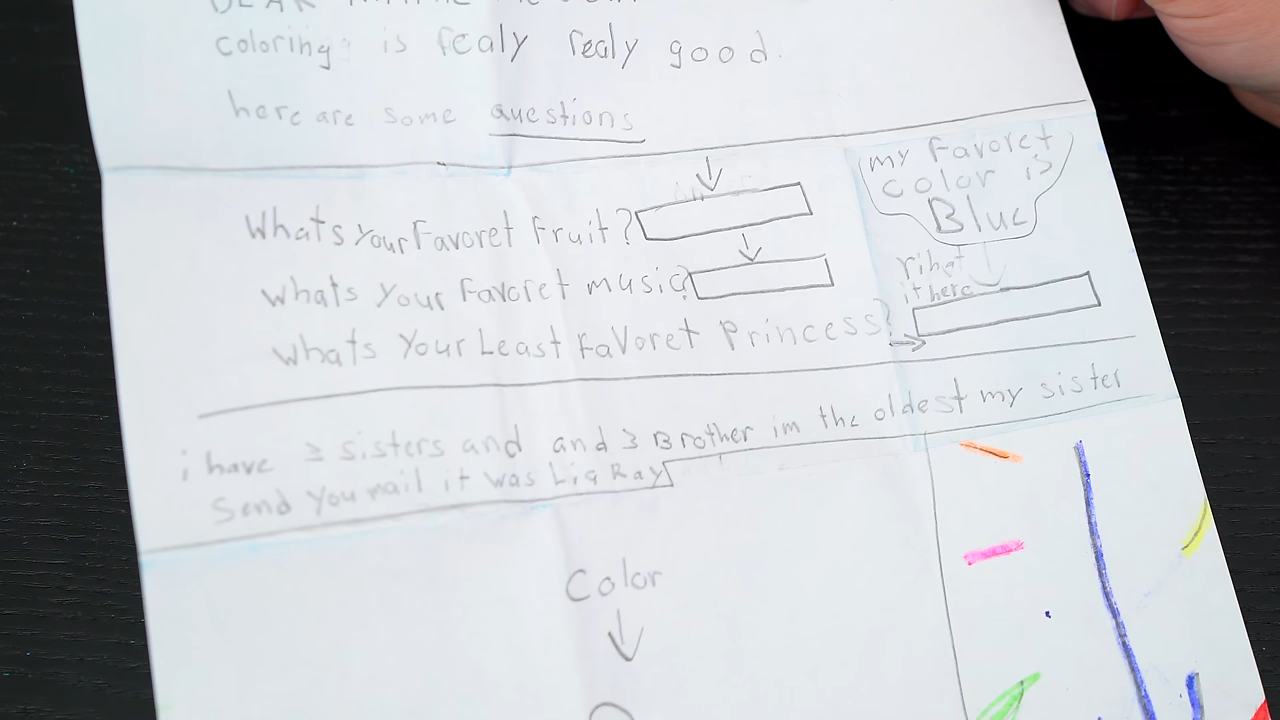 DEAR
coloring is realy realy good.
here are some questions
my Favoret
color is
Blue
Whats Your Favoret Fruit?
whats Your Favoret music?
rihat
it here
whats Your Least FaVoret Princess?
i have 2 sisters and and 3 Brother im the oldest my sister
Send You mail it was Lia Ray
Color